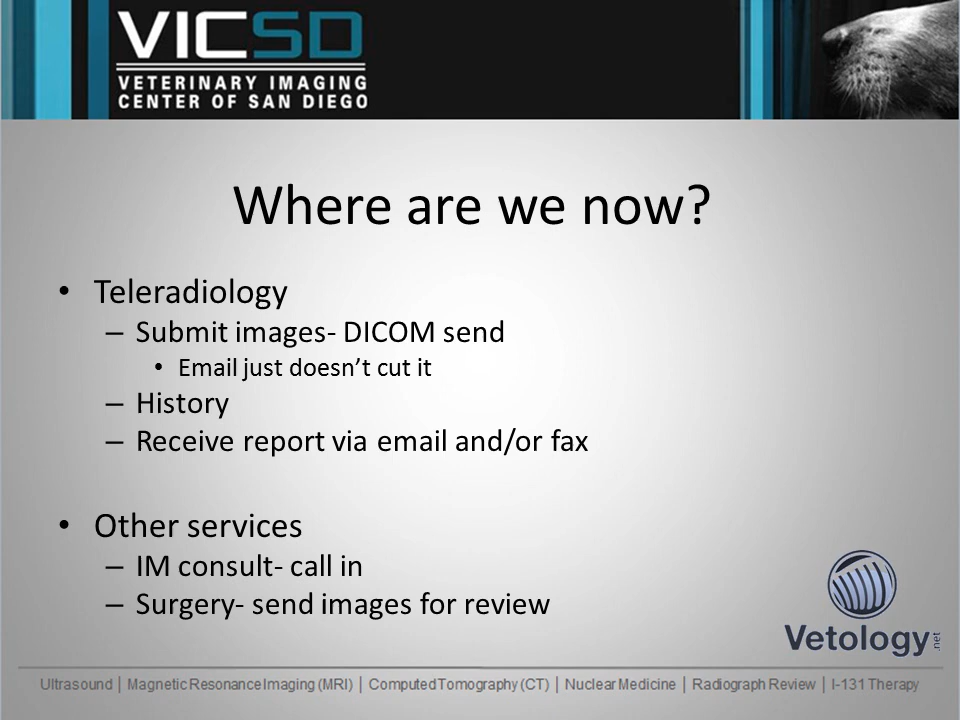 VICSD
VETERINARY IMAGING
CENTER OF SAN DIEGO
Where are we now?
• Teleradiology
– Submit images- DICOM send
• Email just doesn’t cut it
– History
– Receive report via email and/or fax
• Other services
– IM consult- call in
– Surgery- send images for review
Vetology.net
Ultrasound | Magnetic Resonance Imaging (MRI) | Computed Tomography (CT) | Nuclear Medicine | Radiograph Review | I-131 Therapy